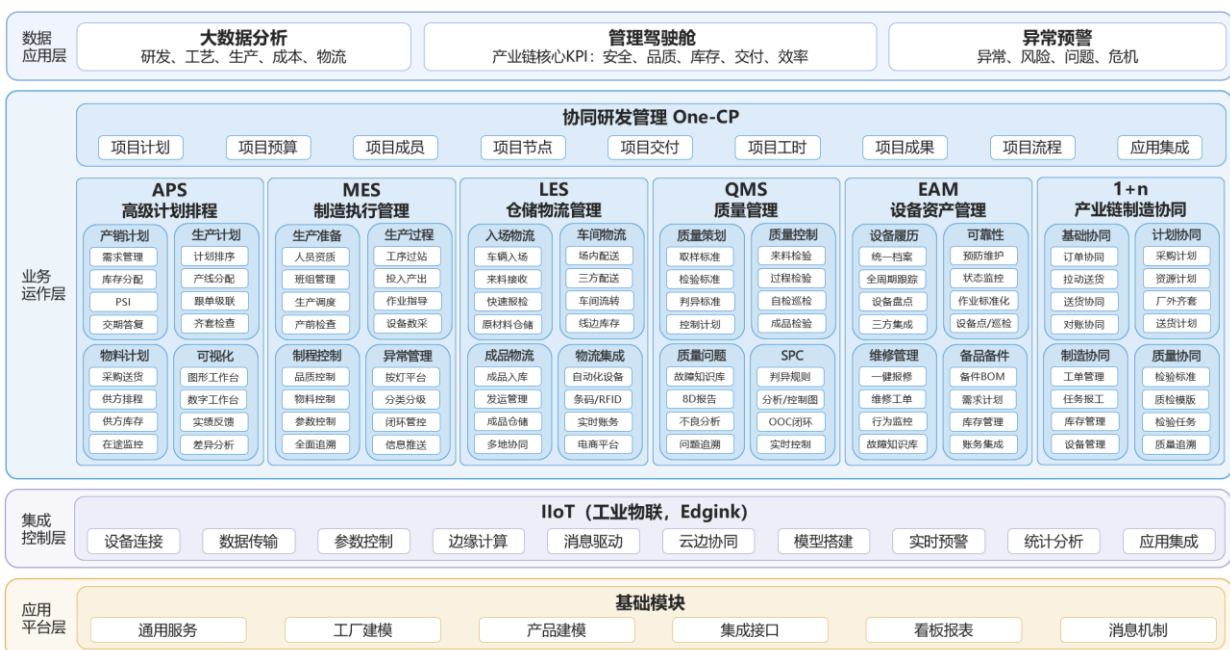 数据
应用层
大数据分析
研发、工艺、生产、成本、物流
管理驾驶舱
产业链核心KPI：安全、品质、库存、交付、效率
异常预警
异常、风险、问题、危机
业务
运作层
协同研发管理 One-CP
项目计划 项目预算 项目成员 项目节点 项目交付 项目工时 项目成果 项目流程 应用集成
APS
高级计划排程
产销计划
需求管理
库存分配
PSI
交期答复
生产计划
计划排序
产线分配
跟单级联
齐套检查
物料计划
采购送货
供方排程
供方库存
在途监控
可视化
图形工作台
数字工作台
实绩反馈
差异分析
MES
制造执行管理
生产准备
人员资质
班组管理
生产调度
产前检查
生产过程
工序过站
投入产出
作业指导
设备数采
制程控制
品质控制
物料控制
参数控制
全面追溯
异常管理
按灯平台
分类分级
闭环管控
信息推送
LES
仓储物流管理
入场物流
车辆入场
来料接收
快速报检
原材料仓储
车间物流
场内配送
三方配送
车间流转
线边库存
成品物流
成品入库
发运管理
成品仓储
多地协同
物流集成
自动化设备
条码/RFID
实时账务
电商平台
QMS
质量管理
质量策划
取样标准
检验标准
判异标准
控制计划
质量控制
来料检验
过程检验
自检巡检
成品检验
质量问题
故障知识库
8D报告
不良分析
问题追溯
SPC
判异规则
分析/控制图
OOC闭环
实时控制
EAM
设备资产管理
设备履历
统一档案
全周期跟踪
设备盘点
三方集成
可靠性
预防维护
状态监控
作业标准化
设备点/巡检
维修管理
一健报修
维修工单
行为监控
故障知识库
备品备件
备件BOM
需求计划
库存管理
账务集成
1+n
产业链制造协同
基础协同
订单协同
拉动送货
送货协同
对账协同
计划协同
采购计划
资源计划
厂外齐套
送货计划
制造协同
工单管理
任务报工
库存管理
设备管理
质量协同
检验标准
质检模版
检验任务
质量追溯
集成
控制层
IIoT（工业物联，Edgink）
设备连接 数据传输 参数控制 边缘计算 消息驱动 云边协同 模型搭建 实时预警 统计分析 应用集成
应用
平台层
基础模块
通用服务 工厂建模 产品建模 集成接口 看板报表 消息机制